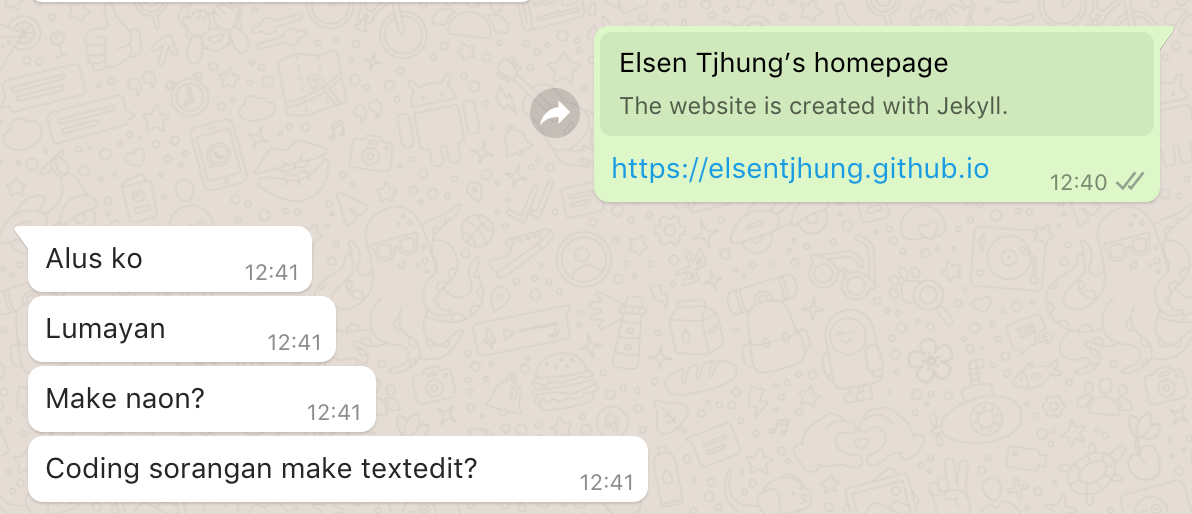 Elsen Tjhung’s homepage
The website is created with Jekyll.
https://elsentjhung.github.io
12:40
Alus ko
12:41
Lumayan
12:41
Make naon?
12:41
Coding sorangan make textedit?
12:41